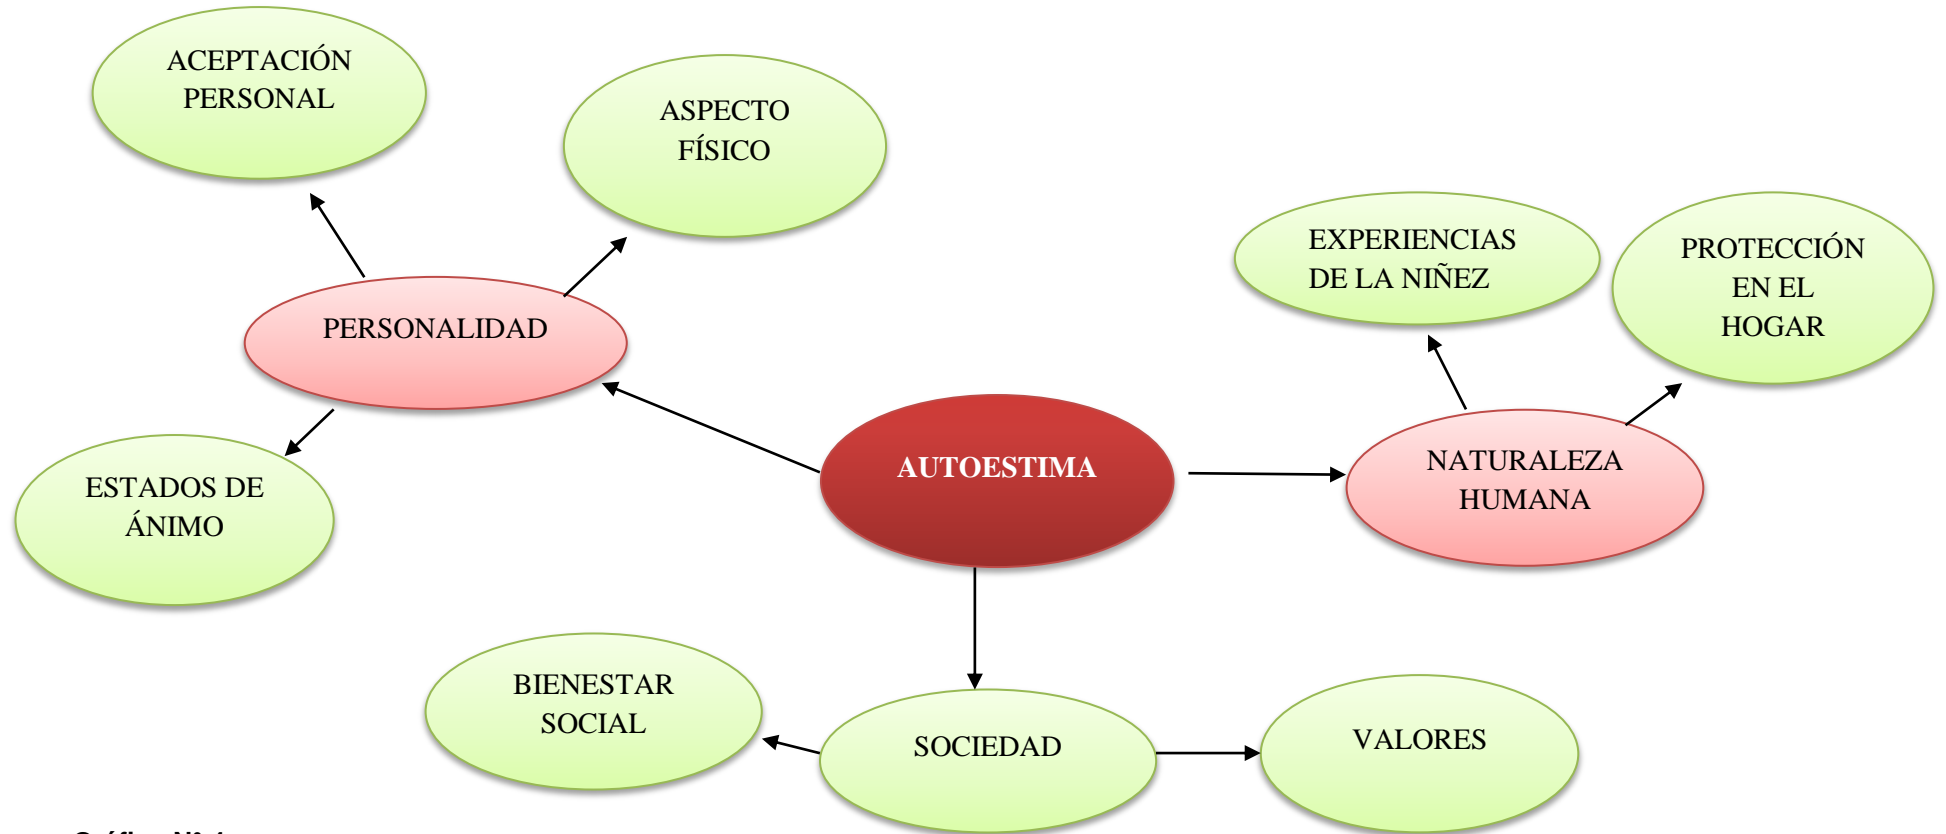 ACEPTACIÓN
PERSONAL
ASPECTO
FÍSICO
EXPERIENCIAS
DE LA NIÑEZ
PROTECCIÓN
EN EL
HOGAR
PERSONALIDAD
AUTOESTIMA
NATURALEZA
HUMANA
ESTADOS DE
ÁNIMO
BIENESTAR
SOCIAL
SOCIEDAD
VALORES